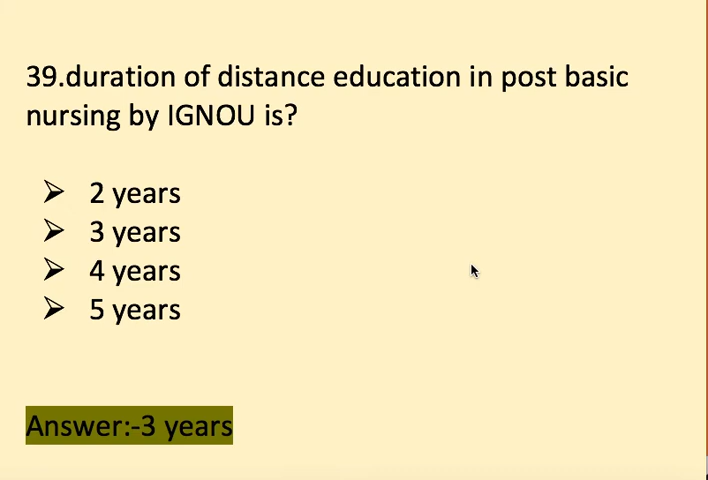 39.duration of distance education in post basic
nursing by IGNOU is?
➢ 2 years
➢ 3 years
➢ 4 years
➢ 5 years
Answer:-3 years